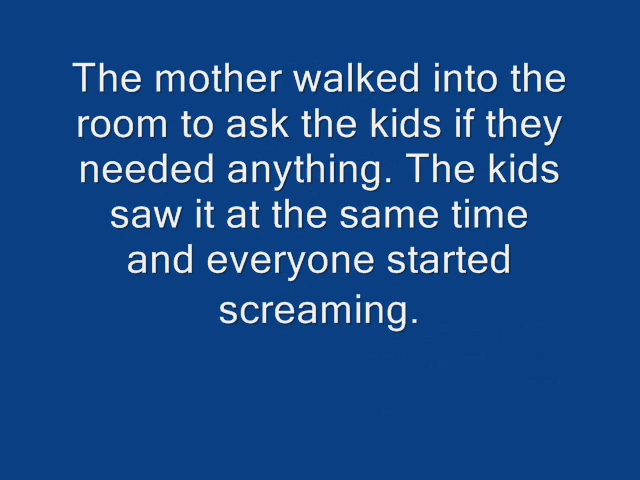 The mother walked into the
room to ask the kids if they
needed anything. The kids
saw it at the same time
and everyone started
screaming.